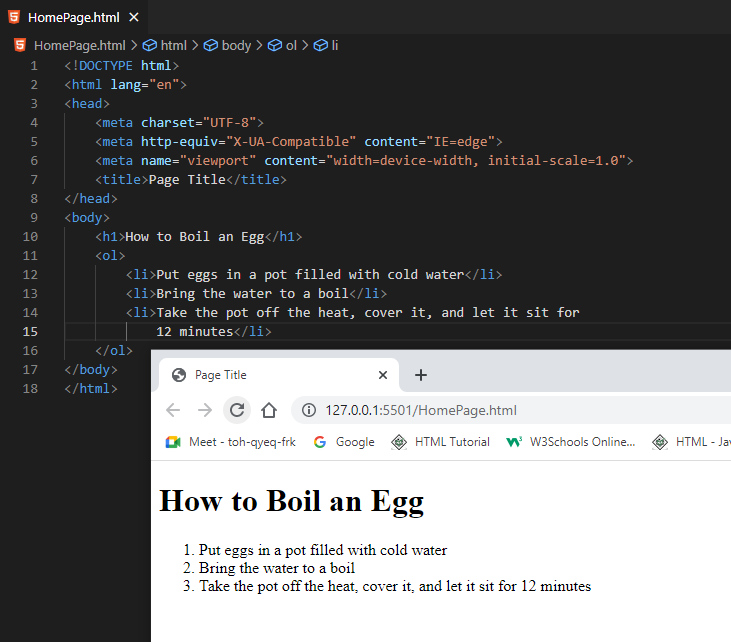 HomePage.html
HomePage.html > html > body > ol > li
1 <!DOCTYPE html>
2 <html lang="en">
3 <head>
4 <meta charset="UTF-8">
5 <meta http-equiv="X-UA-Compatible" content="IE=edge">
6 <meta name="viewport" content="width=device-width, initial-scale=1.0">
7 <title>Page Title</title>
8 </head>
9 <body>
10 <h1>How to Boil an Egg</h1>
11 <ol>
12 <li>Put eggs in a pot filled with cold water</li>
13 <li>Bring the water to a boil</li>
14 <li>Take the pot off the heat, cover it, and let it sit for
15 12 minutes</li>
16 </ol>
17 </body>
18 </html>
Page Title
127.0.0.1:5501/HomePage.html
Meet - toh-qyeq-frk Google HTML Tutorial W3Schools Online... HTML - Jav
How to Boil an Egg
1. Put eggs in a pot filled with cold water
2. Bring the water to a boil
3. Take the pot off the heat, cover it, and let it sit for 12 minutes